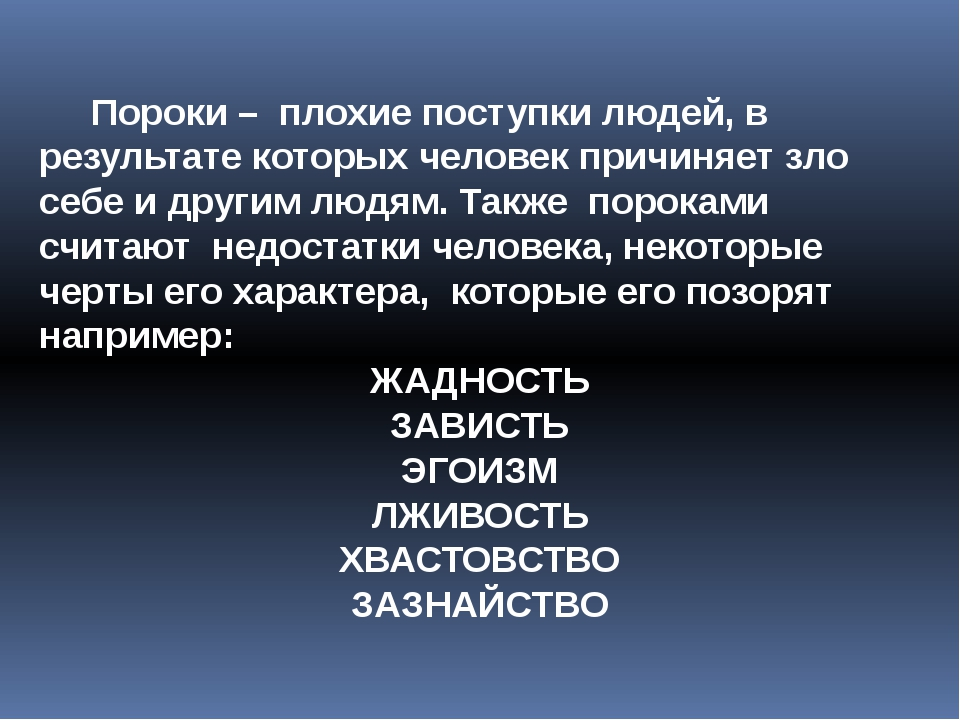 Пороки – плохие поступки людей, в
результате которых человек причиняет зло
себе и другим людям. Также пороками
считают недостатки человека, некоторые
черты его характера, которые его позорят
например:
ЖАДНОСТЬ
ЗАВИСТЬ
ЭГОИЗМ
ЛЖИВОСТЬ
ХВАСТОВСТВО
ЗАЗНАЙСТВО